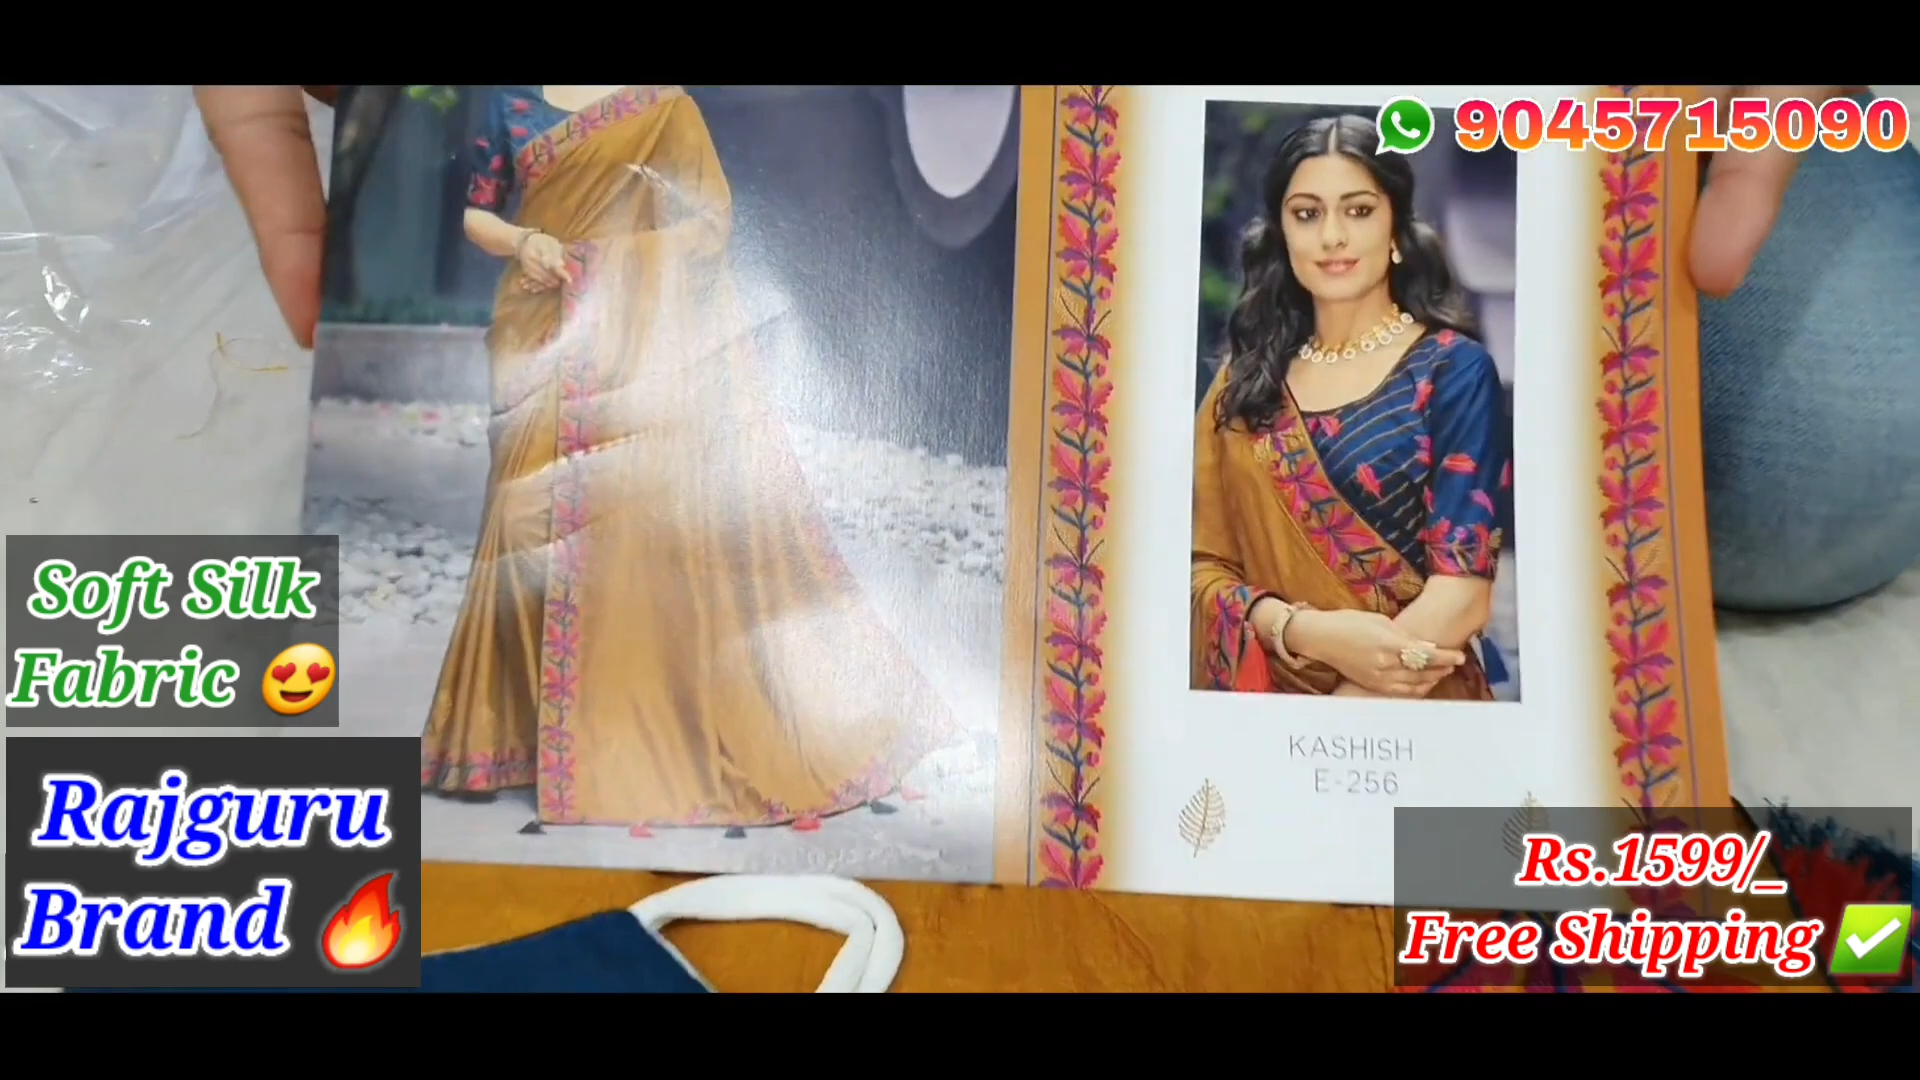 9045715090
KASHISH
E-256
Soft Silk
Fabric 😍
Rajguru
Brand 🔥
Rs.1599/_
Free Shipping ✅